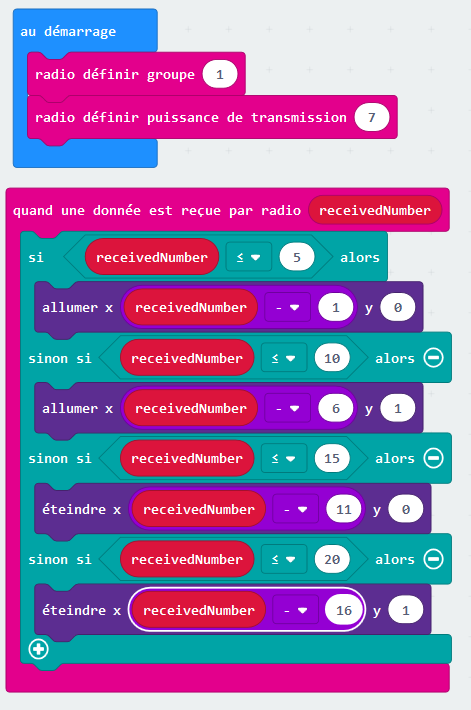 au démarrage
radio définir groupe 1
radio définir puissance de transmission 7
quand une donnée est reçue par radio receivedNumber
si receivedNumber ≤ 5 alors
allumer x receivedNumber - 1 y 0
sinon si receivedNumber ≤ 10 alors
allumer x receivedNumber - 6 y 1
sinon si receivedNumber ≤ 15 alors
éteindre x receivedNumber - 11 y 0
sinon si receivedNumber ≤ 20 alors
éteindre x receivedNumber - 16 y 1